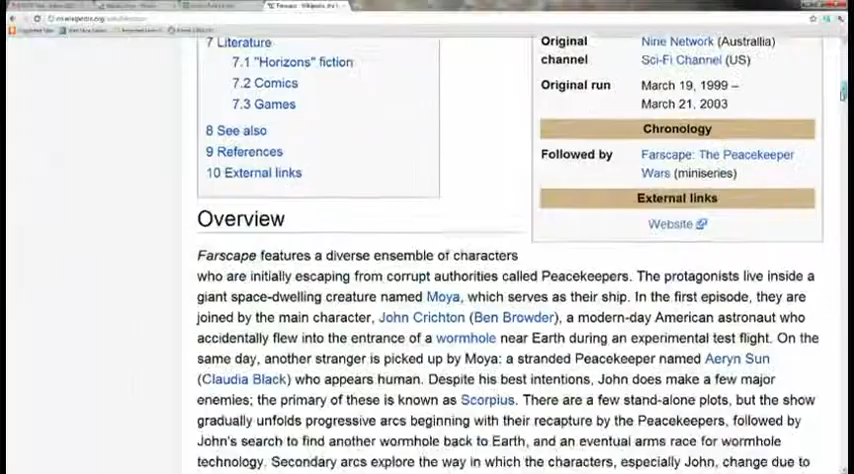 Farscape - Wikipedia, the f
en.wikipedia.org/wiki/Farscape
7 Literature
7.1 "Horizons" fiction
7.2 Comics
7.3 Games
8 See also
9 References
10 External links
Original channel
Nine Network (Australlia)
Sci-Fi Channel (US)
Original run
March 19, 1999 –
March 21, 2003
Chronology
Followed by
Farscape: The Peacekeeper
Wars (miniseries)
External links
Website
Overview
Farscape features a diverse ensemble of characters
who are initially escaping from corrupt authorities called Peacekeepers. The protagonists live inside a
giant space-dwelling creature named Moya, which serves as their ship. In the first episode, they are
joined by the main character, John Crichton (Ben Browder), a modern-day American astronaut who
accidentally flew into the entrance of a wormhole near Earth during an experimental test flight. On the
same day, another stranger is picked up by Moya: a stranded Peacekeeper named Aeryn Sun
(Claudia Black) who appears human. Despite his best intentions, John does make a few major
enemies; the primary of these is known as Scorpius. There are a few stand-alone plots, but the show
gradually unfolds progressive arcs beginning with their recapture by the Peacekeepers, followed by
John's search to find another wormhole back to Earth, and an eventual arms race for wormhole
technology. Secondary arcs explore the way in which the characters, especially John, change due to